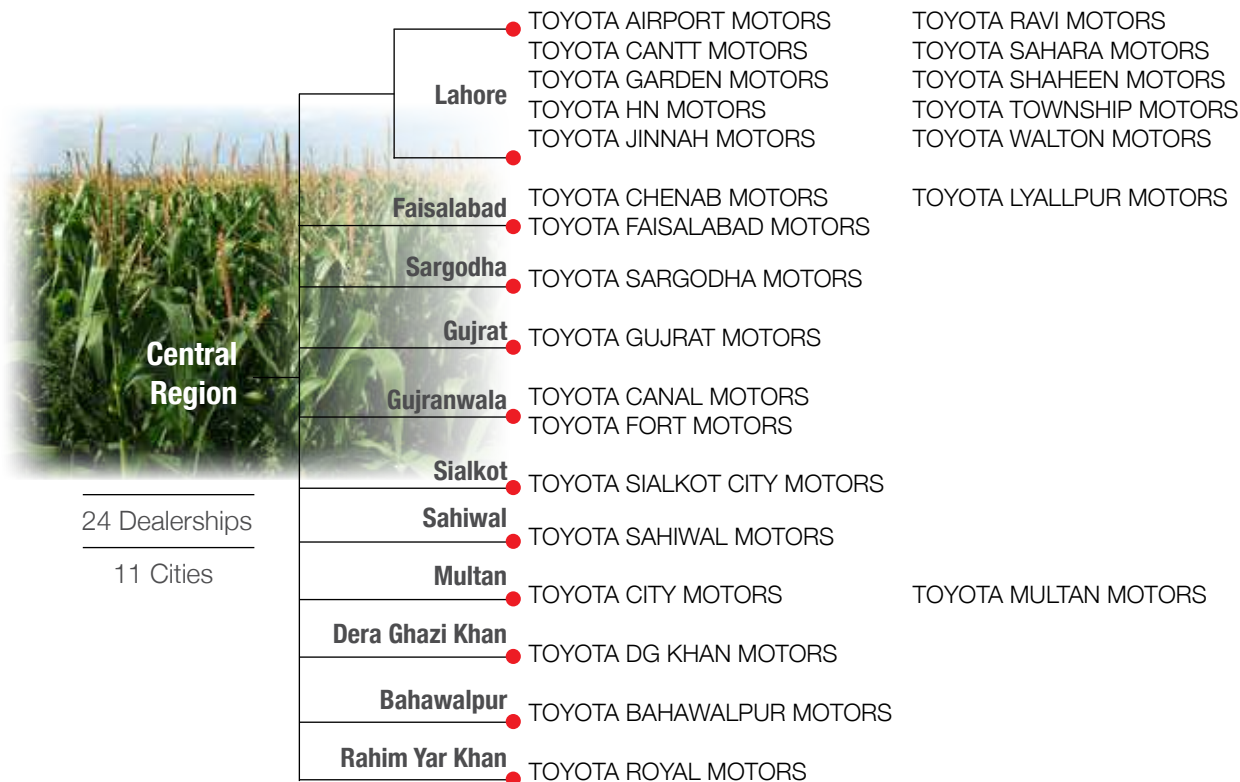 Central
Region
24 Dealerships
11 Cities
Lahore
TOYOTA AIRPORT MOTORS
TOYOTA CANTT MOTORS
TOYOTA GARDEN MOTORS
TOYOTA HN MOTORS
TOYOTA JINNAH MOTORS
TOYOTA RAVI MOTORS
TOYOTA SAHARA MOTORS
TOYOTA SHAHEEN MOTORS
TOYOTA TOWNSHIP MOTORS
TOYOTA WALTON MOTORS
Faisalabad
TOYOTA CHENAB MOTORS
TOYOTA FAISALABAD MOTORS
TOYOTA LYALLPUR MOTORS
Sargodha
TOYOTA SARGODHA MOTORS
Gujrat
TOYOTA GUJRAT MOTORS
Gujranwala
TOYOTA CANAL MOTORS
TOYOTA FORT MOTORS
Sialkot
TOYOTA SIALKOT CITY MOTORS
Sahiwal
TOYOTA SAHIWAL MOTORS
Multan
TOYOTA CITY MOTORS
TOYOTA MULTAN MOTORS
Dera Ghazi Khan
TOYOTA DG KHAN MOTORS
Bahawalpur
TOYOTA BAHAWALPUR MOTORS
Rahim Yar Khan
TOYOTA ROYAL MOTORS